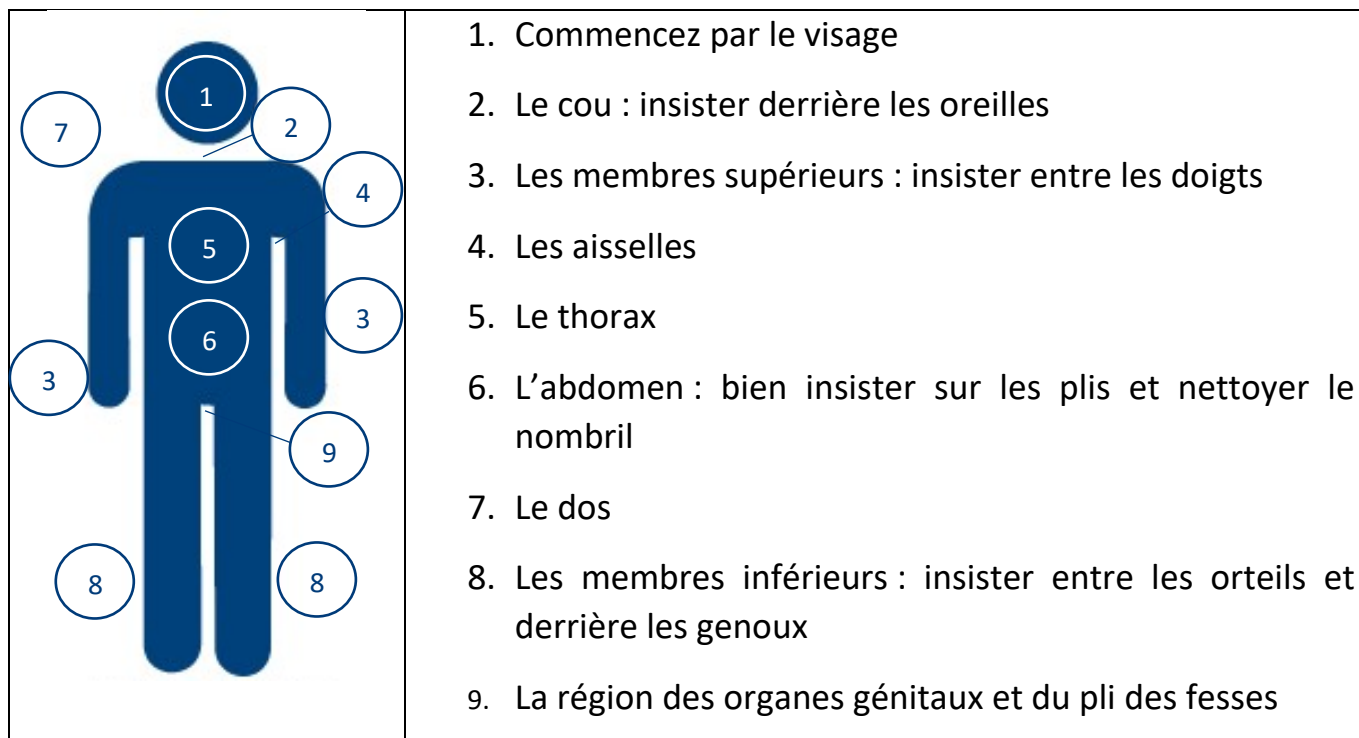 1
7
2
4
5
3
6
3
9
8
8
1. Commencez par le visage
2. Le cou : insister derrière les oreilles
3. Les membres supérieurs : insister entre les doigts
4. Les aisselles
5. Le thorax
6. L’abdomen : bien insister sur les plis et nettoyer le
nombril
7. Le dos
8. Les membres inférieurs : insister entre les orteils et
derrière les genoux
9. La région des organes génitaux et du pli des fesses